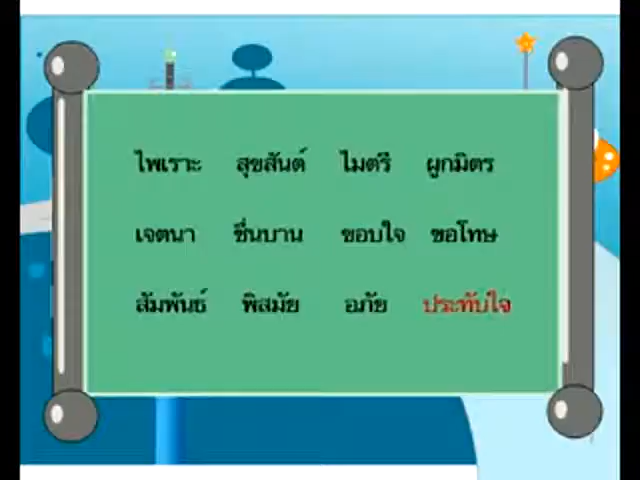 ไพเราะ สุขสันต์ ไมตรี ผูกมิตร
เจตนา ชื่นบาน ขอบใจ ขอโทษ
สัมพันธ์ พิสมัย อภัย ประทับใจ